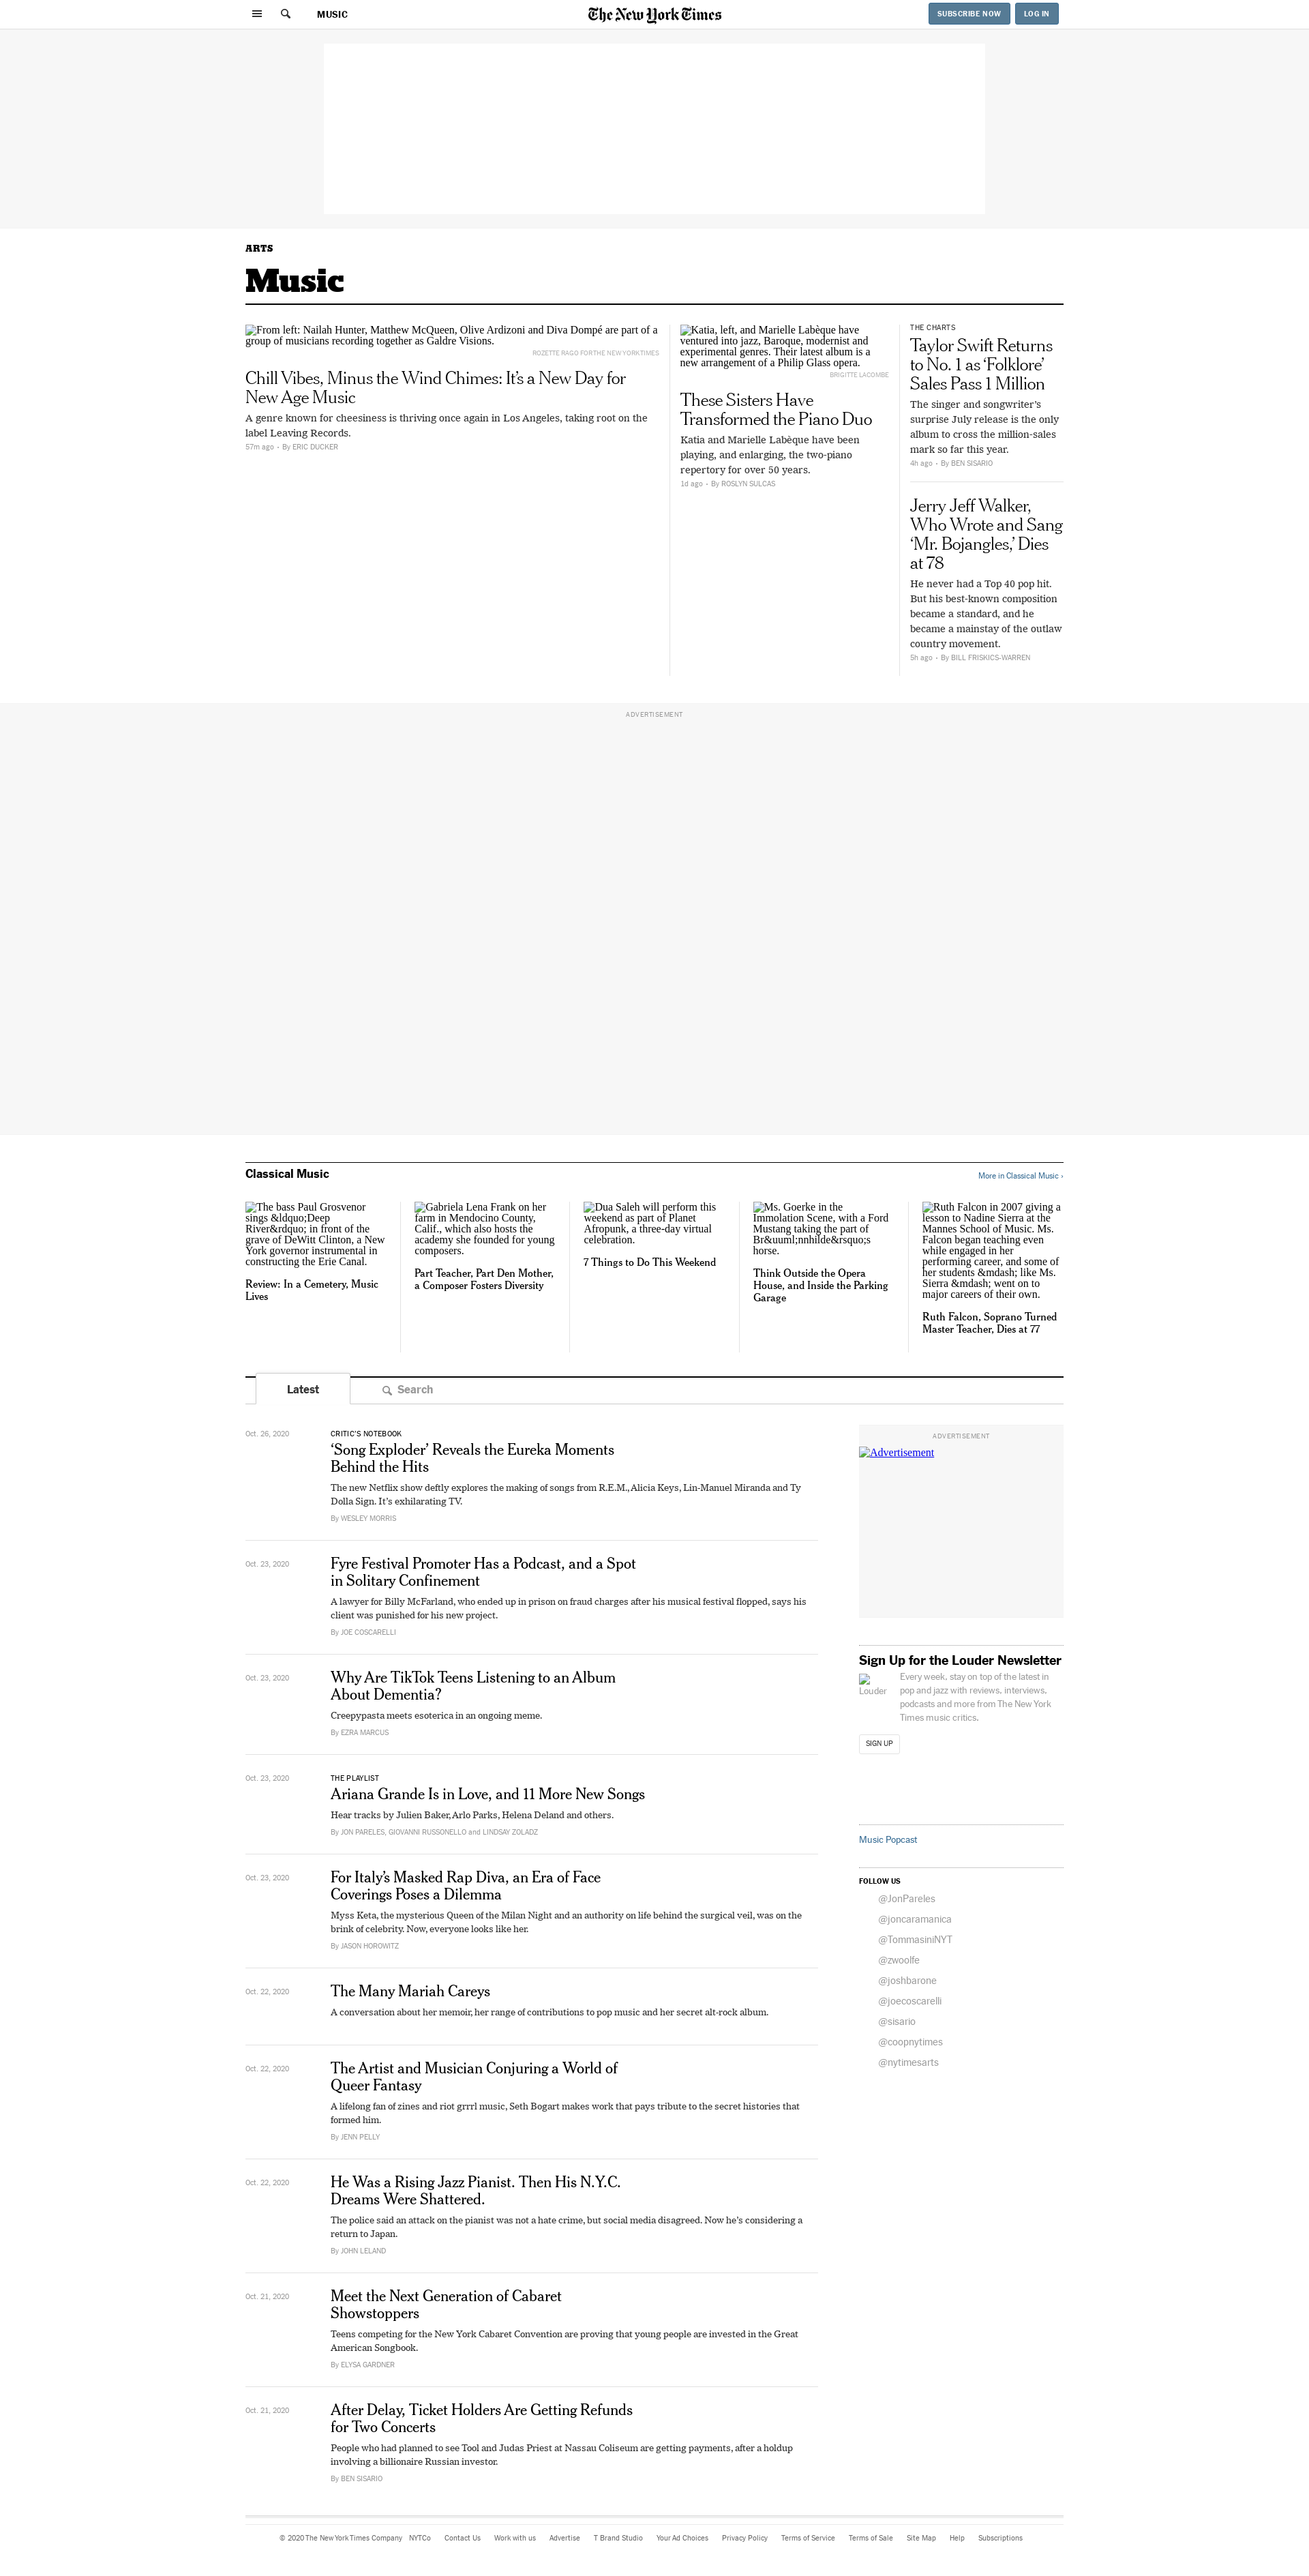 MUSIC
The New York Times
SUBSCRIBE NOW
LOG IN
ARTS
Music
From left: Nailah Hunter, Matthew McQueen, Olive Ardizoni and Diva Dompé are part of a
group of musicians recording together as Galdre Visions.
ROZETTE RAGO FOR THE NEW YORK TIMES
Chill Vibes, Minus the Wind Chimes: It’s a New Day for
New Age Music
A genre known for cheesiness is thriving once again in Los Angeles, taking root on the
label Leaving Records.
57m ago • By ERIC DUCKER
Katia, left, and Marielle Labèque have
ventured into jazz, Baroque, modernist and
experimental genres. Their latest album is a
new arrangement of a Philip Glass opera.
BRIGITTE LACOMBE
These Sisters Have
Transformed the Piano Duo
Katia and Marielle Labèque have been
playing, and enlarging, the two-piano
repertory for over 50 years.
1d ago • By ROSLYN SULCAS
THE CHARTS
Taylor Swift Returns
to No. 1 as ‘Folklore’
Sales Pass 1 Million
The singer and songwriter’s
surprise July release is the only
album to cross the million-sales
mark so far this year.
4h ago • By BEN SISARIO
Jerry Jeff Walker,
Who Wrote and Sang
‘Mr. Bojangles,’ Dies
at 78
He never had a Top 40 pop hit.
But his best-known composition
became a standard, and he
became a mainstay of the outlaw
country movement.
5h ago • By BILL FRISKICS-WARREN
ADVERTISEMENT
Classical Music
More in Classical Music ›
The bass Paul Grosvenor
sings &ldquo;Deep
River&rdquo; in front of the
grave of DeWitt Clinton, a New
York governor instrumental in
constructing the Erie Canal.
Review: In a Cemetery, Music
Lives
Gabriela Lena Frank on her
farm in Mendocino County,
Calif., which also hosts the
academy she founded for young
composers.
Part Teacher, Part Den Mother,
a Composer Fosters Diversity
Dua Saleh will perform this
weekend as part of Planet
Afropunk, a three-day virtual
celebration.
7 Things to Do This Weekend
Ms. Goerke in the
Immolation Scene, with a Ford
Mustang taking the part of
Br&uuml;nnhilde&rsquo;s
horse.
Think Outside the Opera
House, and Inside the Parking
Garage
Ruth Falcon in 2007 giving a
lesson to Nadine Sierra at the
Mannes School of Music. Ms.
Falcon began teaching even
while engaged in her
performing career, and some of
her students &mdash; like Ms.
Sierra &mdash; went on to
major careers of their own.
Ruth Falcon, Soprano Turned
Master Teacher, Dies at 77
Latest
Search
Oct. 26, 2020
CRITIC’S NOTEBOOK
‘Song Exploder’ Reveals the Eureka Moments
Behind the Hits
The new Netflix show deftly explores the making of songs from R.E.M., Alicia Keys, Lin-Manuel Miranda and Ty
Dolla Sign. It’s exhilarating TV.
By WESLEY MORRIS
Oct. 23, 2020
Fyre Festival Promoter Has a Podcast, and a Spot
in Solitary Confinement
A lawyer for Billy McFarland, who ended up in prison on fraud charges after his musical festival flopped, says his
client was punished for his new project.
By JOE COSCARELLI
Oct. 23, 2020
Why Are TikTok Teens Listening to an Album
About Dementia?
Creepypasta meets esoterica in an ongoing meme.
By EZRA MARCUS
Oct. 23, 2020
THE PLAYLIST
Ariana Grande Is in Love, and 11 More New Songs
Hear tracks by Julien Baker, Arlo Parks, Helena Deland and others.
By JON PARELES, GIOVANNI RUSSONELLO and LINDSAY ZOLADZ
Oct. 23, 2020
For Italy’s Masked Rap Diva, an Era of Face
Coverings Poses a Dilemma
Myss Keta, the mysterious Queen of the Milan Night and an authority on life behind the surgical veil, was on the
brink of celebrity. Now, everyone looks like her.
By JASON HOROWITZ
Oct. 22, 2020
The Many Mariah Careys
A conversation about her memoir, her range of contributions to pop music and her secret alt-rock album.
Oct. 22, 2020
The Artist and Musician Conjuring a World of
Queer Fantasy
A lifelong fan of zines and riot grrrl music, Seth Bogart makes work that pays tribute to the secret histories that
formed him.
By JENN PELLY
Oct. 22, 2020
He Was a Rising Jazz Pianist. Then His N.Y.C.
Dreams Were Shattered.
The police said an attack on the pianist was not a hate crime, but social media disagreed. Now he’s considering a
return to Japan.
By JOHN LELAND
Oct. 21, 2020
Meet the Next Generation of Cabaret
Showstoppers
Teens competing for the New York Cabaret Convention are proving that young people are invested in the Great
American Songbook.
By ELYSA GARDNER
Oct. 21, 2020
After Delay, Ticket Holders Are Getting Refunds
for Two Concerts
People who had planned to see Tool and Judas Priest at Nassau Coliseum are getting payments, after a holdup
involving a billionaire Russian investor.
By BEN SISARIO
ADVERTISEMENT
Advertisement
Sign Up for the Louder Newsletter
Louder
Every week, stay on top of the latest in
pop and jazz with reviews, interviews,
podcasts and more from The New York
Times music critics.
SIGN UP
Music Popcast
FOLLOW US
@JonPareles
@joncaramanica
@TommasiniNYT
@zwoolfe
@joshbarone
@joecoscarelli
@sisario
@coopnytimes
@nytimesarts
© 2020 The New York Times Company NYTCo Contact Us Work with us Advertise T Brand Studio Your Ad Choices Privacy Policy Terms of Service Terms of Sale Site Map Help Subscriptions